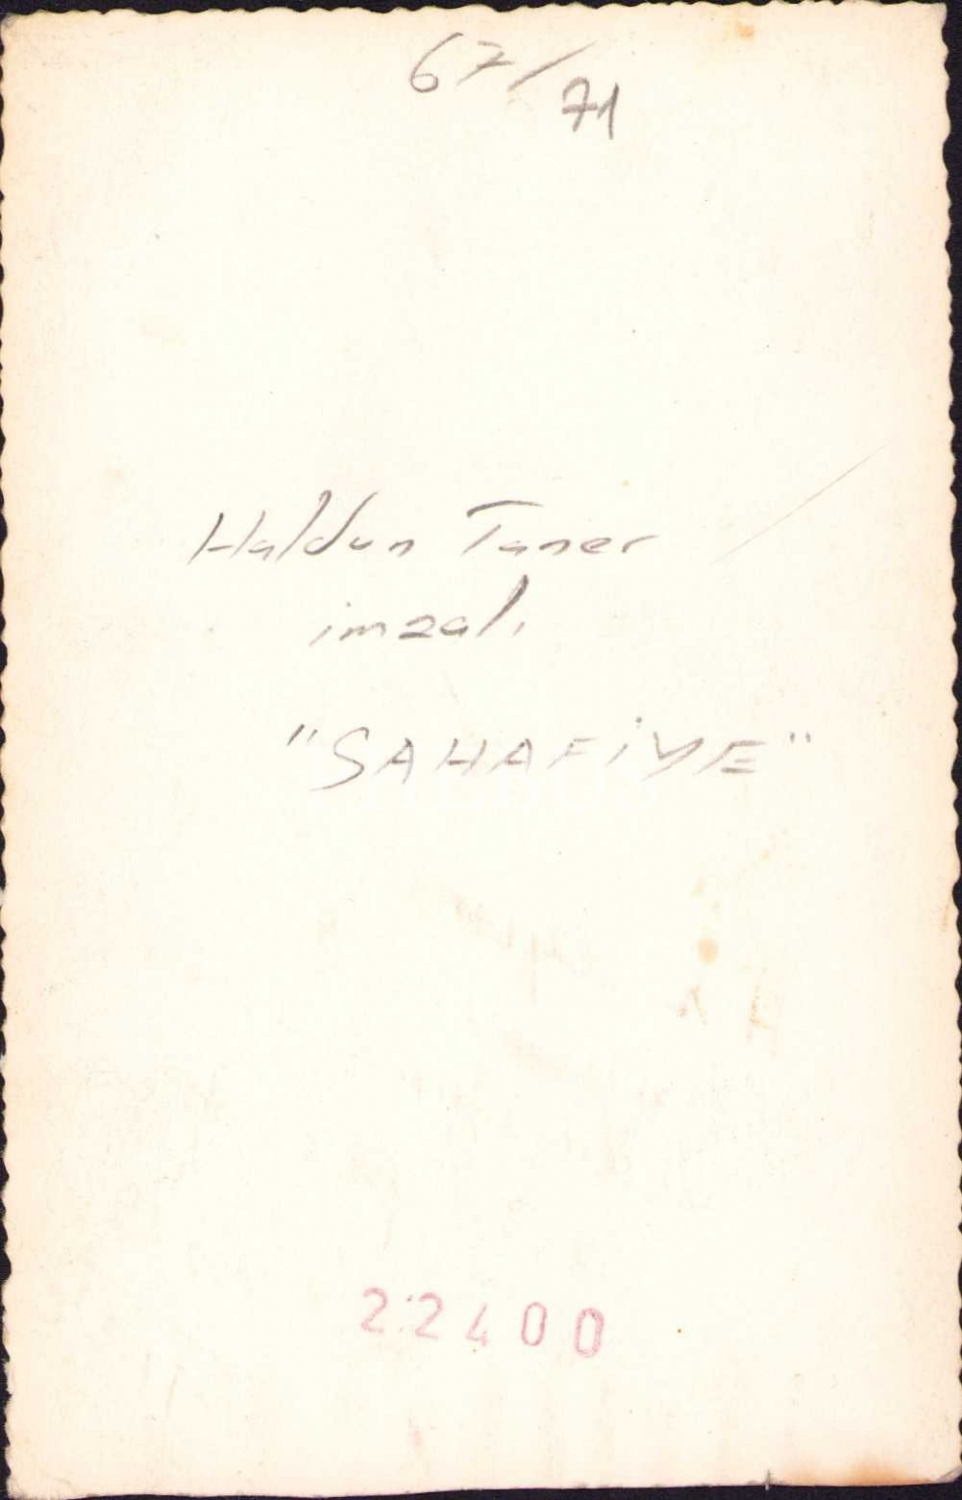 67/71
Haldun Taner
imzalı
"SAHAFİYE"
22400